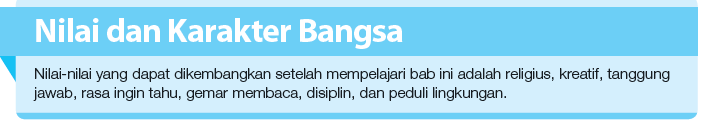 Nilai dan Karakter Bangsa
Nilai-nilai yang dapat dikembangkan setelah mempelajari bab ini adalah religius, kreatif, tanggung
jawab, rasa ingin tahu, gemar membaca, disiplin, dan peduli lingkungan.